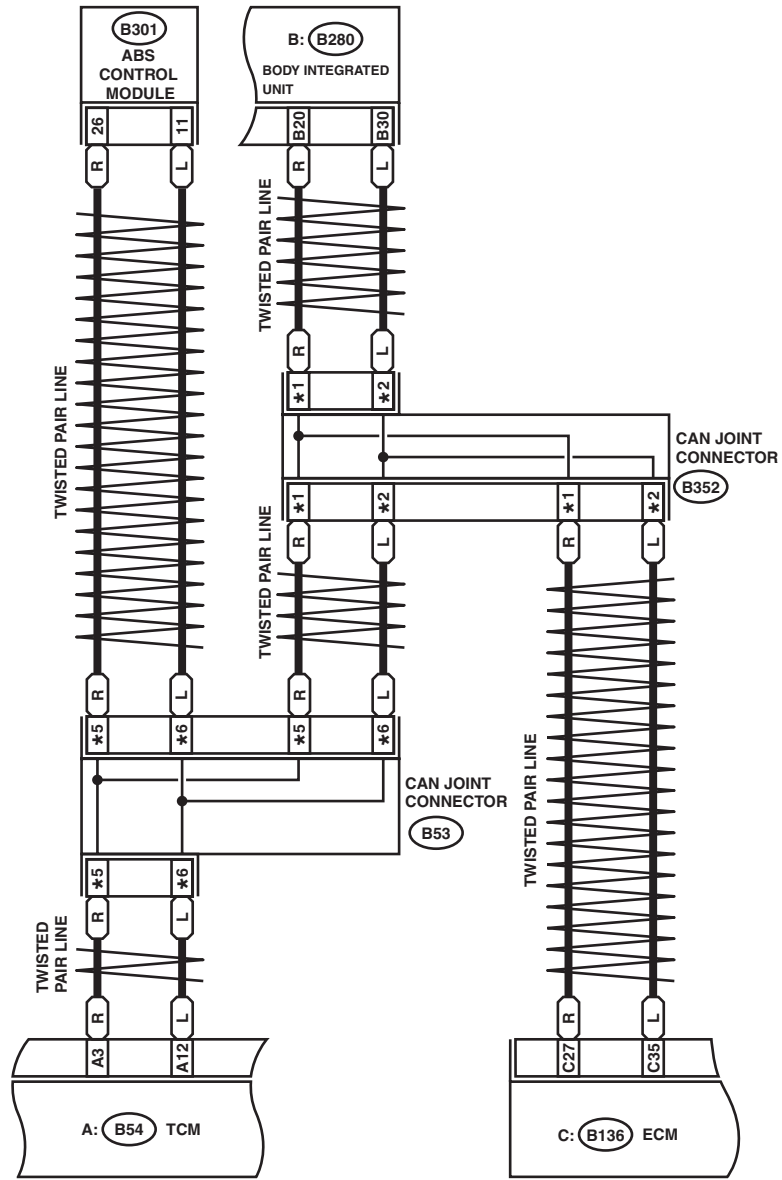 B301
ABS
CONTROL
MODULE
B: B280
BODY INTEGRATED
UNIT
26
11
B20
B30
R
L
R
L
TWISTED PAIR LINE
TWISTED PAIR LINE
R
L
*1
*2
CAN JOINT
CONNECTOR
B352
*1
*2
*1
*2
R
L
R
L
TWISTED PAIR LINE
R
L
R
L
*5
*6
*5
*6
CAN JOINT
CONNECTOR
B53
TWISTED PAIR LINE
*5
*6
R
L
TWISTED
PAIR LINE
R
L
R
L
A3
A12
C27
C35
A: B54 TCM
C: B136 ECM